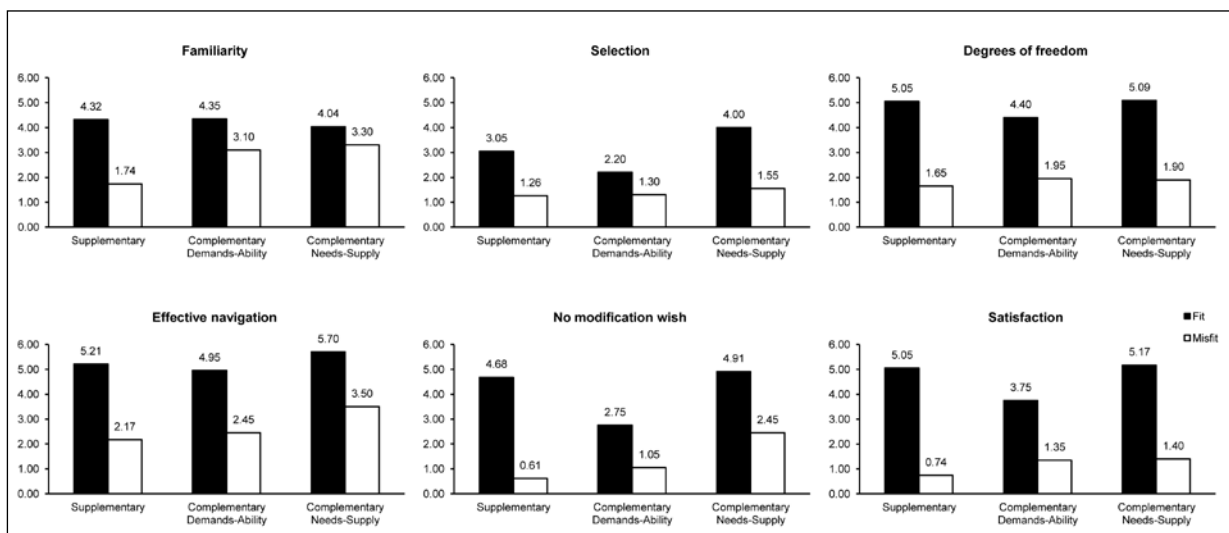 Familiarity
6.00
5.00
4.00
3.00
2.00
1.00
0.00
4.32
1.74
4.35
3.10
4.04
3.30
Supplementary
Complementary
Demands-Ability
Complementary
Needs-Supply
Selection
6.00
5.00
4.00
3.00
2.00
1.00
0.00
3.05
1.26
2.20
1.30
4.00
1.55
Supplementary
Complementary
Demands-Ability
Complementary
Needs-Supply
Degrees of freedom
6.00
5.00
4.00
3.00
2.00
1.00
0.00
5.05
1.65
4.40
1.95
5.09
1.90
Supplementary
Complementary
Demands-Ability
Complementary
Needs-Supply
Effective navigation
6.00
5.00
4.00
3.00
2.00
1.00
0.00
5.21
2.17
4.95
2.45
5.70
3.50
Supplementary
Complementary
Demands-Ability
Complementary
Needs-Supply
No modification wish
6.00
5.00
4.00
3.00
2.00
1.00
0.00
4.68
0.61
2.75
1.05
4.91
2.45
Supplementary
Complementary
Demands-Ability
Complementary
Needs-Supply
Satisfaction
6.00
5.00
4.00
3.00
2.00
1.00
0.00
5.05
0.74
3.75
1.35
5.17
1.40
Supplementary
Complementary
Demands-Ability
Complementary
Needs-Supply
Fit
Misfit